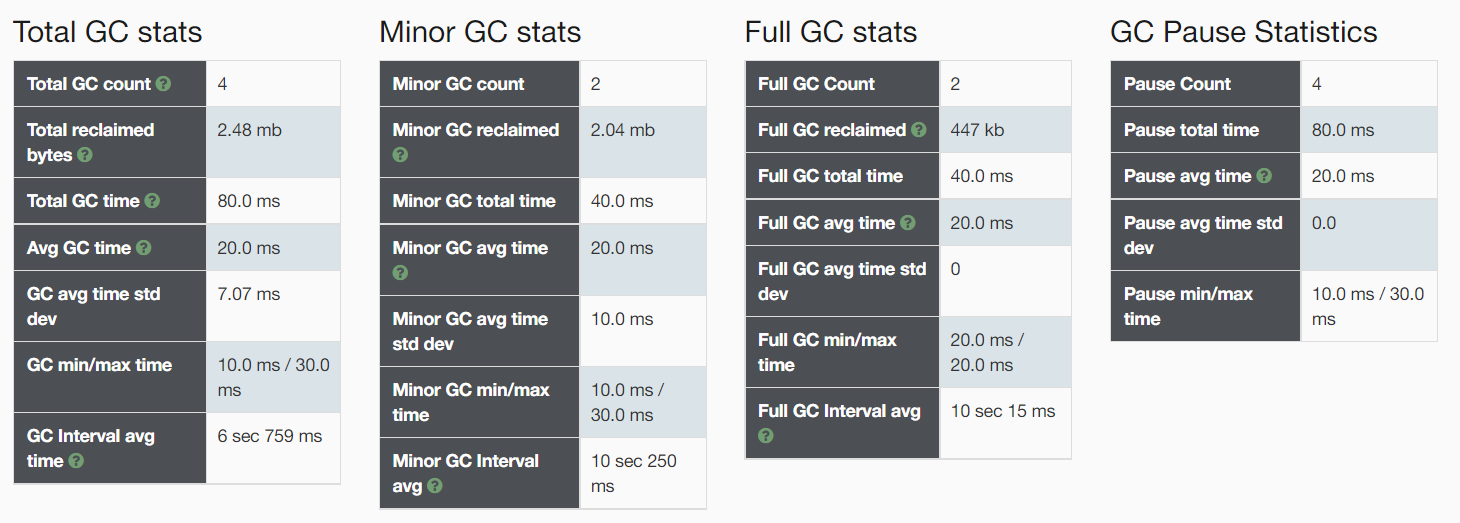 Total GC stats
Total GC count ? 4
Total reclaimed 2.48 mb
bytes ?
Total GC time ? 80.0 ms
Avg GC time ? 20.0 ms
GC avg time std 7.07 ms
dev
GC min/max time 10.0 ms / 30.0
ms
GC Interval avg 6 sec 759 ms
time ?
Minor GC stats
Minor GC count 2
Minor GC reclaimed 2.04 mb
?
Minor GC total time 40.0 ms
Minor GC avg time 20.0 ms
?
Minor GC avg time 10.0 ms
std dev
Minor GC min/max 10.0 ms /
time 30.0 ms
Minor GC Interval 10 sec 250
avg ? ms
Full GC stats
Full GC Count 2
Full GC reclaimed ? 447 kb
Full GC total time 40.0 ms
Full GC avg time ? 20.0 ms
Full GC avg time std 0
dev
Full GC min/max 20.0 ms /
time 20.0 ms
Full GC Interval avg 10 sec 15 ms
?
GC Pause Statistics
Pause Count 4
Pause total time 80.0 ms
Pause avg time ? 20.0 ms
Pause avg time std 0.0
dev
Pause min/max 10.0 ms / 30.0
time ms